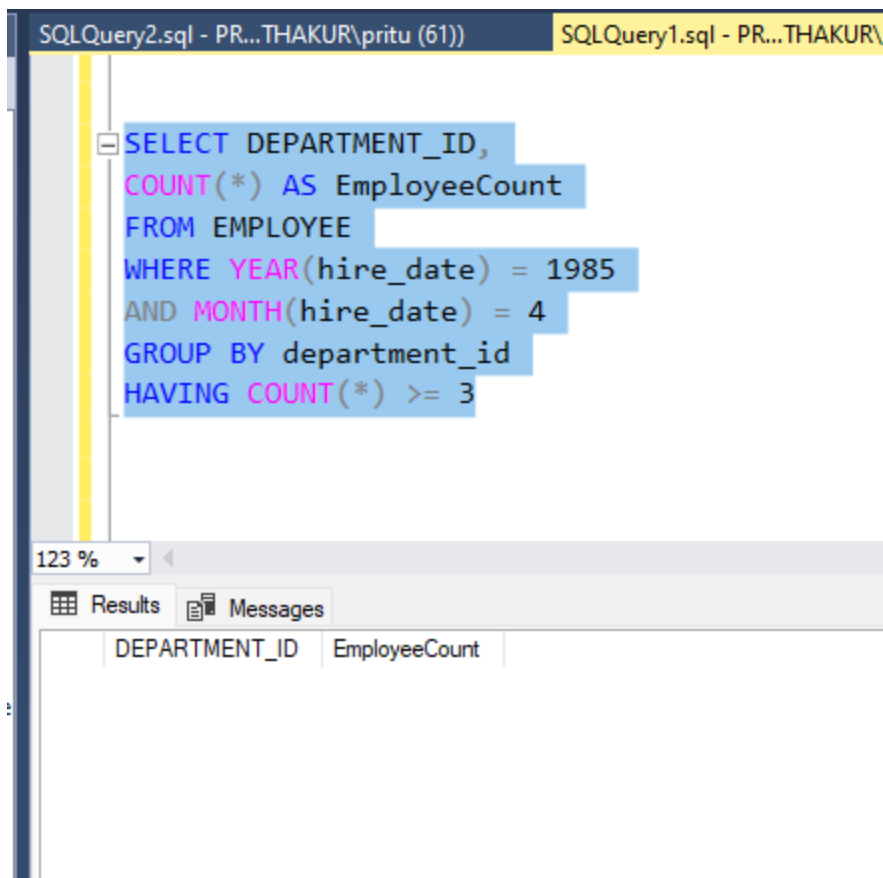 SQLQuery2.sql - PR...THAKUR\pritu (61)) SQLQuery1.sql - PR...THAKUR\
SELECT DEPARTMENT_ID,
COUNT(*) AS EmployeeCount
FROM EMPLOYEE
WHERE YEAR(hire_date) = 1985
AND MONTH(hire_date) = 4
GROUP BY department_id
HAVING COUNT(*) >= 3
123 %
Results Messages
DEPARTMENT_ID EmployeeCount